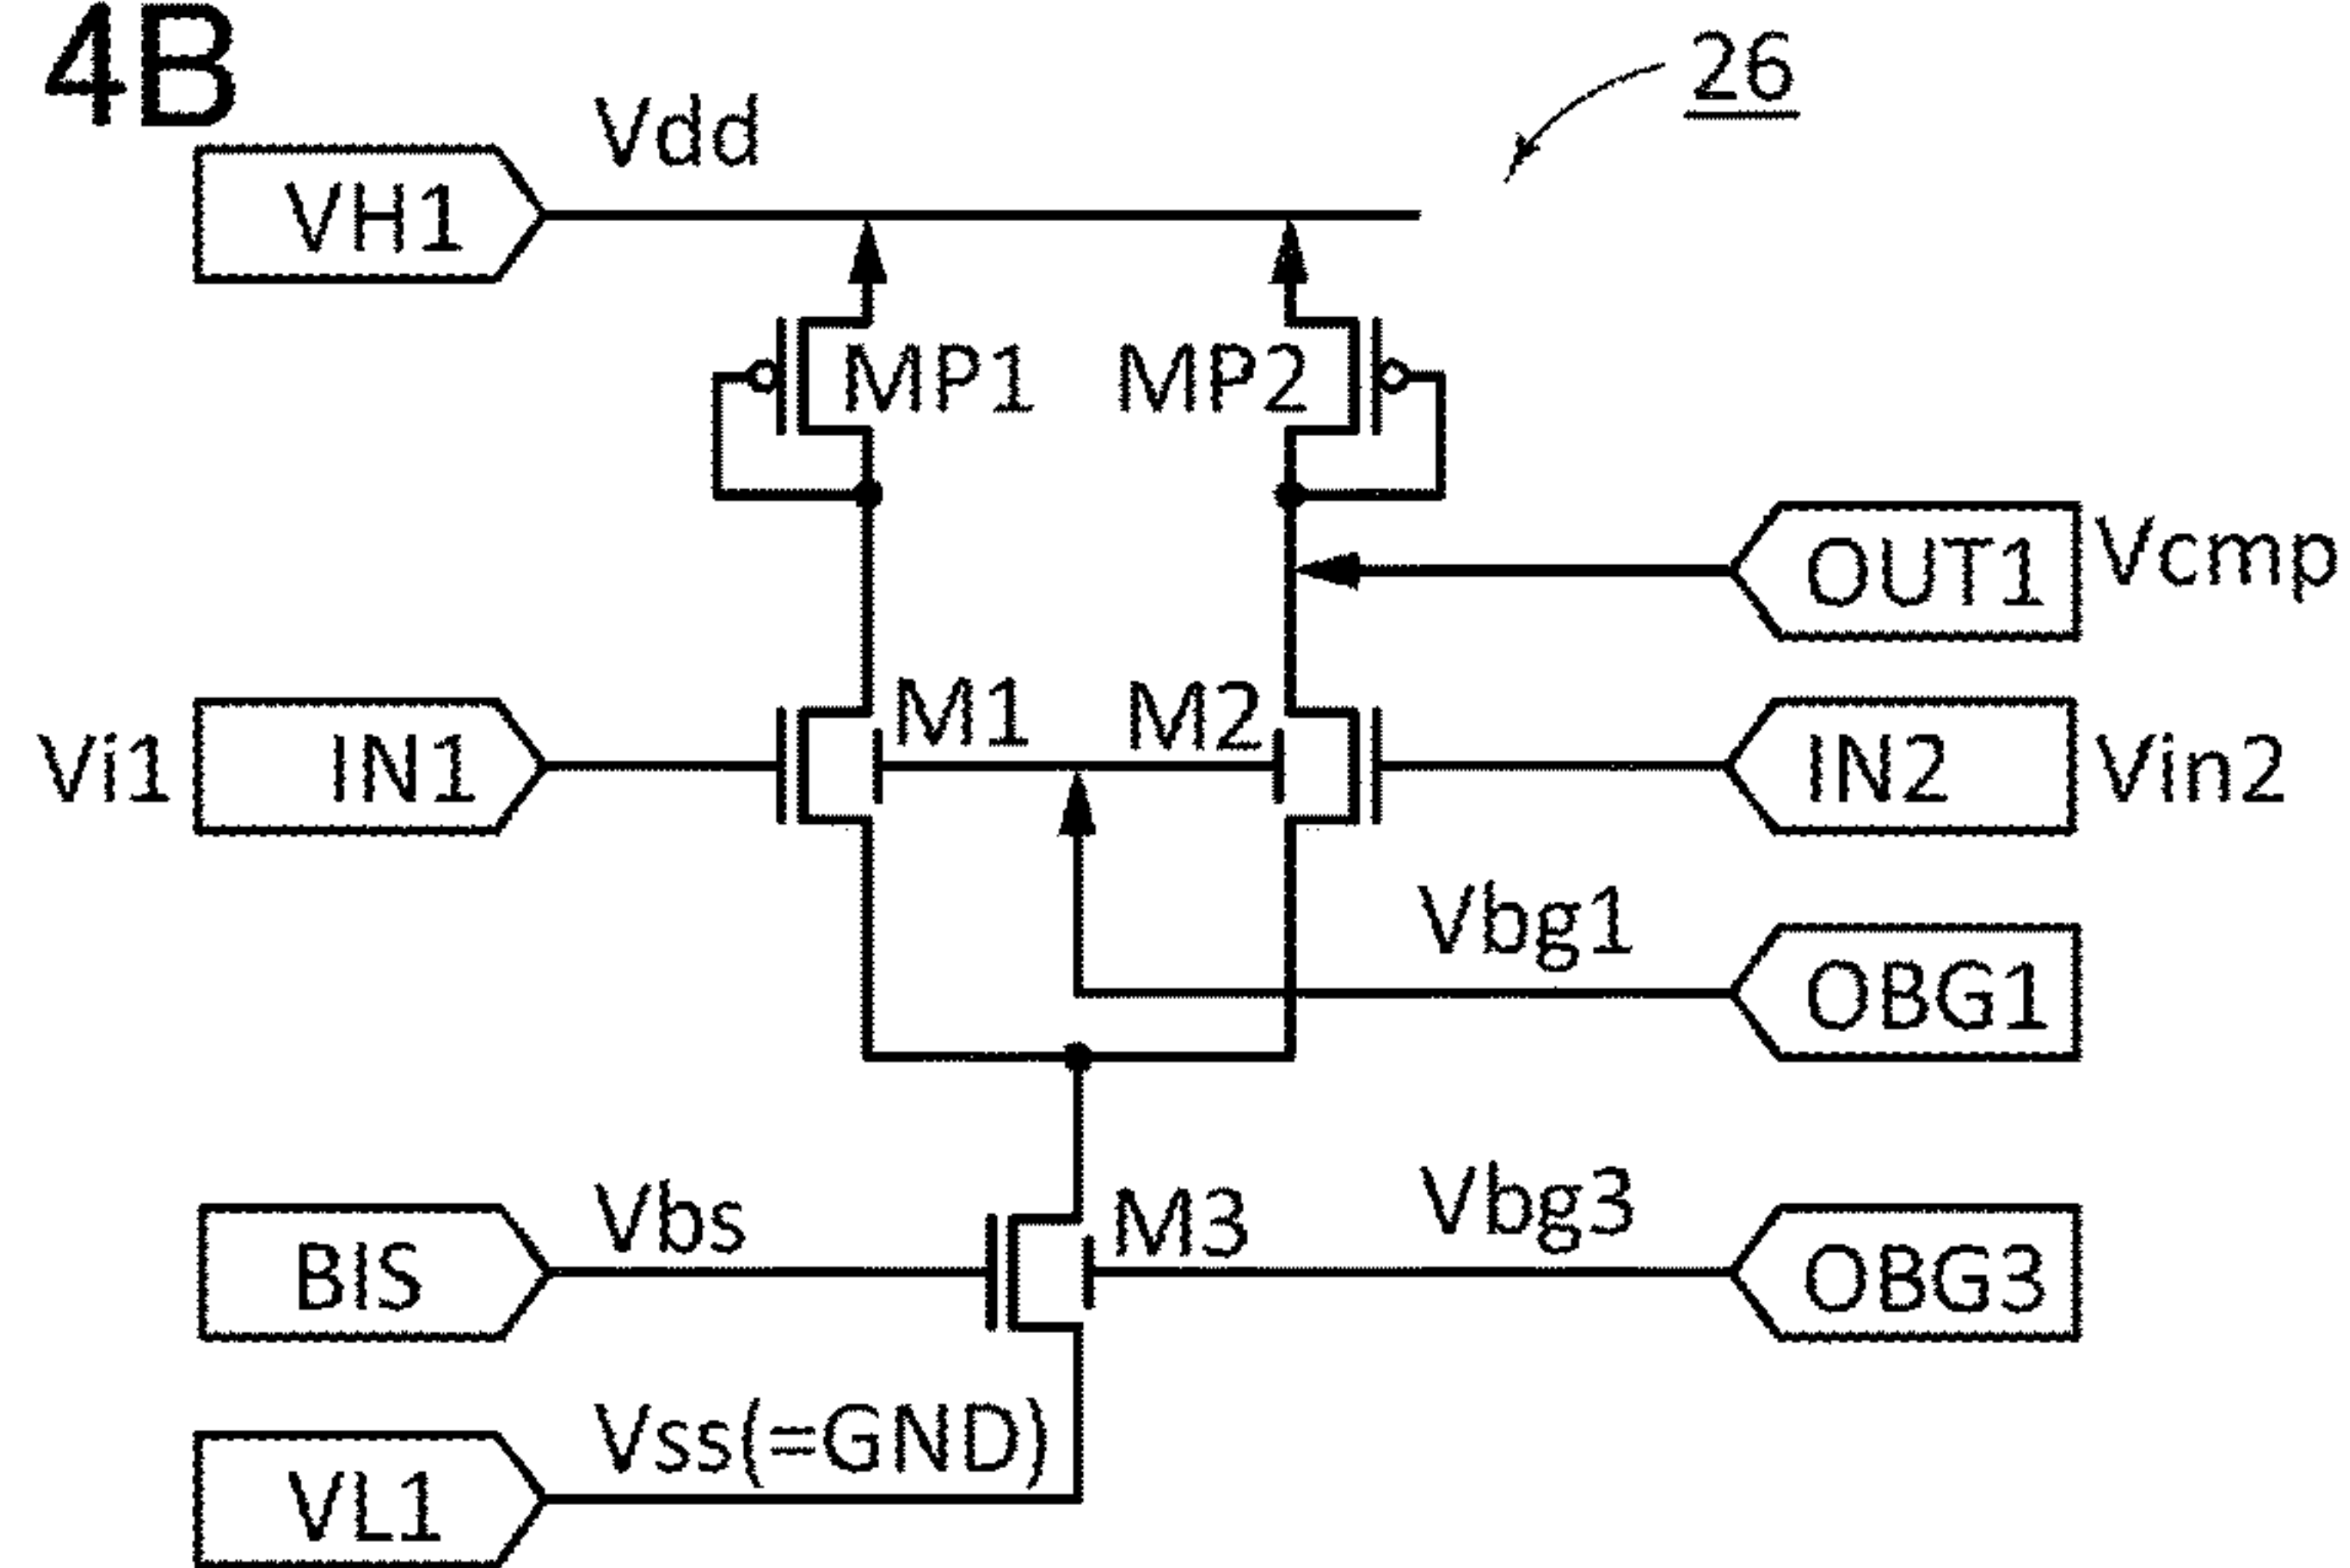 4B
26
Vdd
VH1
MP1 MP2
OUT1 Vcmp
M1 M2
Vi1 IN1 IN2 Vin2
Vbg1
OBG1
Vbs M3 Vbg3
BIS OBG3
Vss(=GND)
VL1